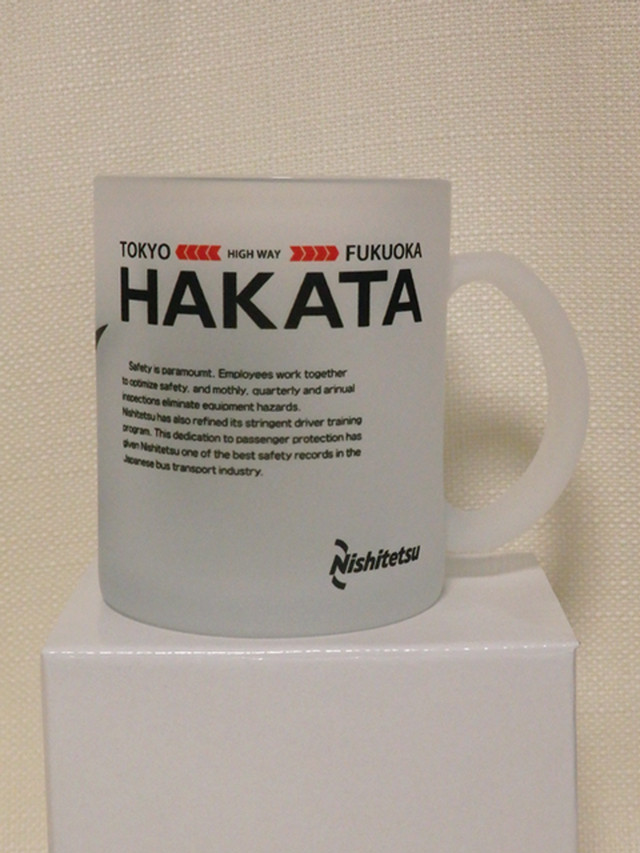 TOKYO HIGH WAY FUKUOKA
HAKATA
Safety is paramoumt. Employees work together
to optimize safety, and mothly, quarterly and arinual
inspections eliminate equipment hazards.
Nishitetsu has also refined its stringent driver training
program. This dedication to passenger protection has
given Nishitetsu one of the best safety records in the
Japanese bus transport industry.
Nishitetsu